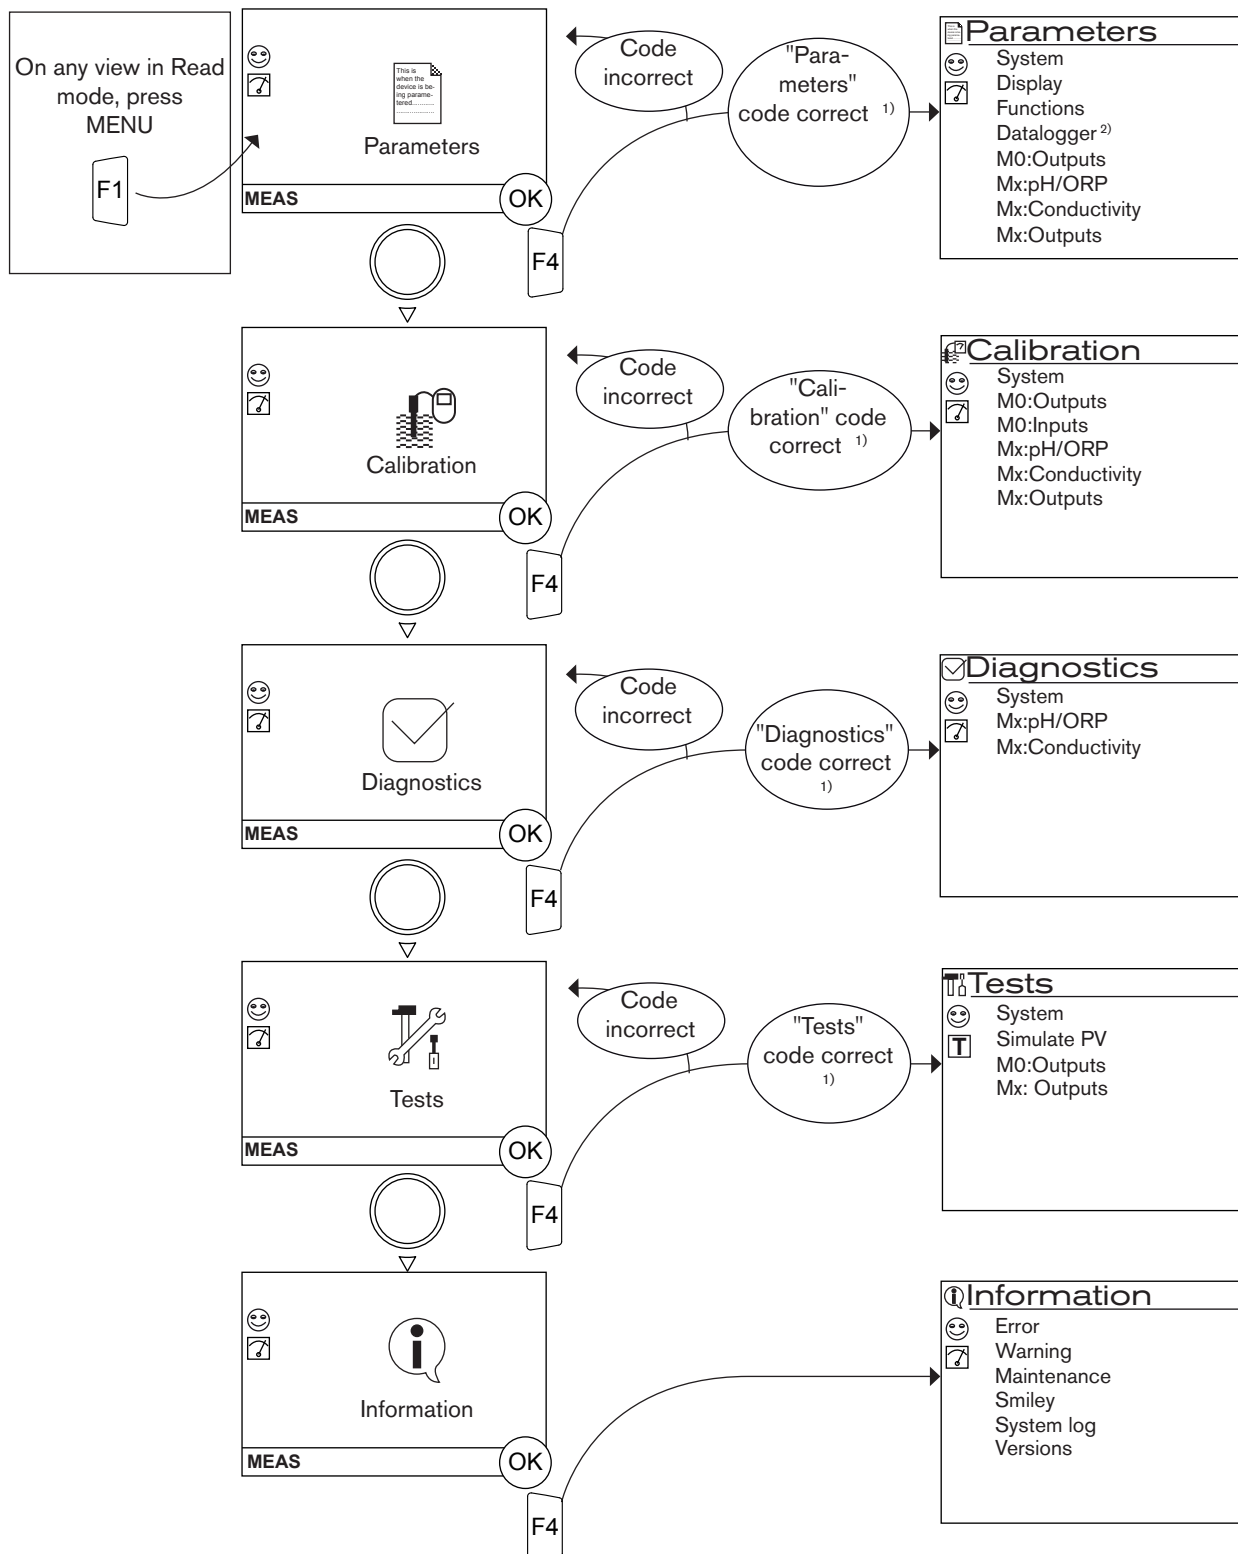 On any view in Read
mode, press
MENU
F1
This is
when the
device is be-
ing parame-
tered............
......................
Parameters
MEAS
OK
F4
Code
incorrect
"Para-
meters"
code correct 1)
Parameters
System
Display
Functions
Datalogger 2)
M0:Outputs
Mx:pH/ORP
Mx:Conductivity
Mx:Outputs
Calibration
MEAS
OK
F4
Code
incorrect
"Cali-
bration" code
correct 1)
Calibration
System
M0:Outputs
M0:Inputs
Mx:pH/ORP
Mx:Conductivity
Mx:Outputs
Diagnostics
MEAS
OK
F4
Code
incorrect
"Diagnostics"
code correct
1)
Diagnostics
System
Mx:pH/ORP
Mx:Conductivity
Tests
MEAS
OK
F4
Code
incorrect
"Tests"
code correct
1)
Tests
System
T
Simulate PV
M0:Outputs
Mx: Outputs
Information
MEAS
OK
F4
Information
Error
Warning
Maintenance
Smiley
System log
Versions